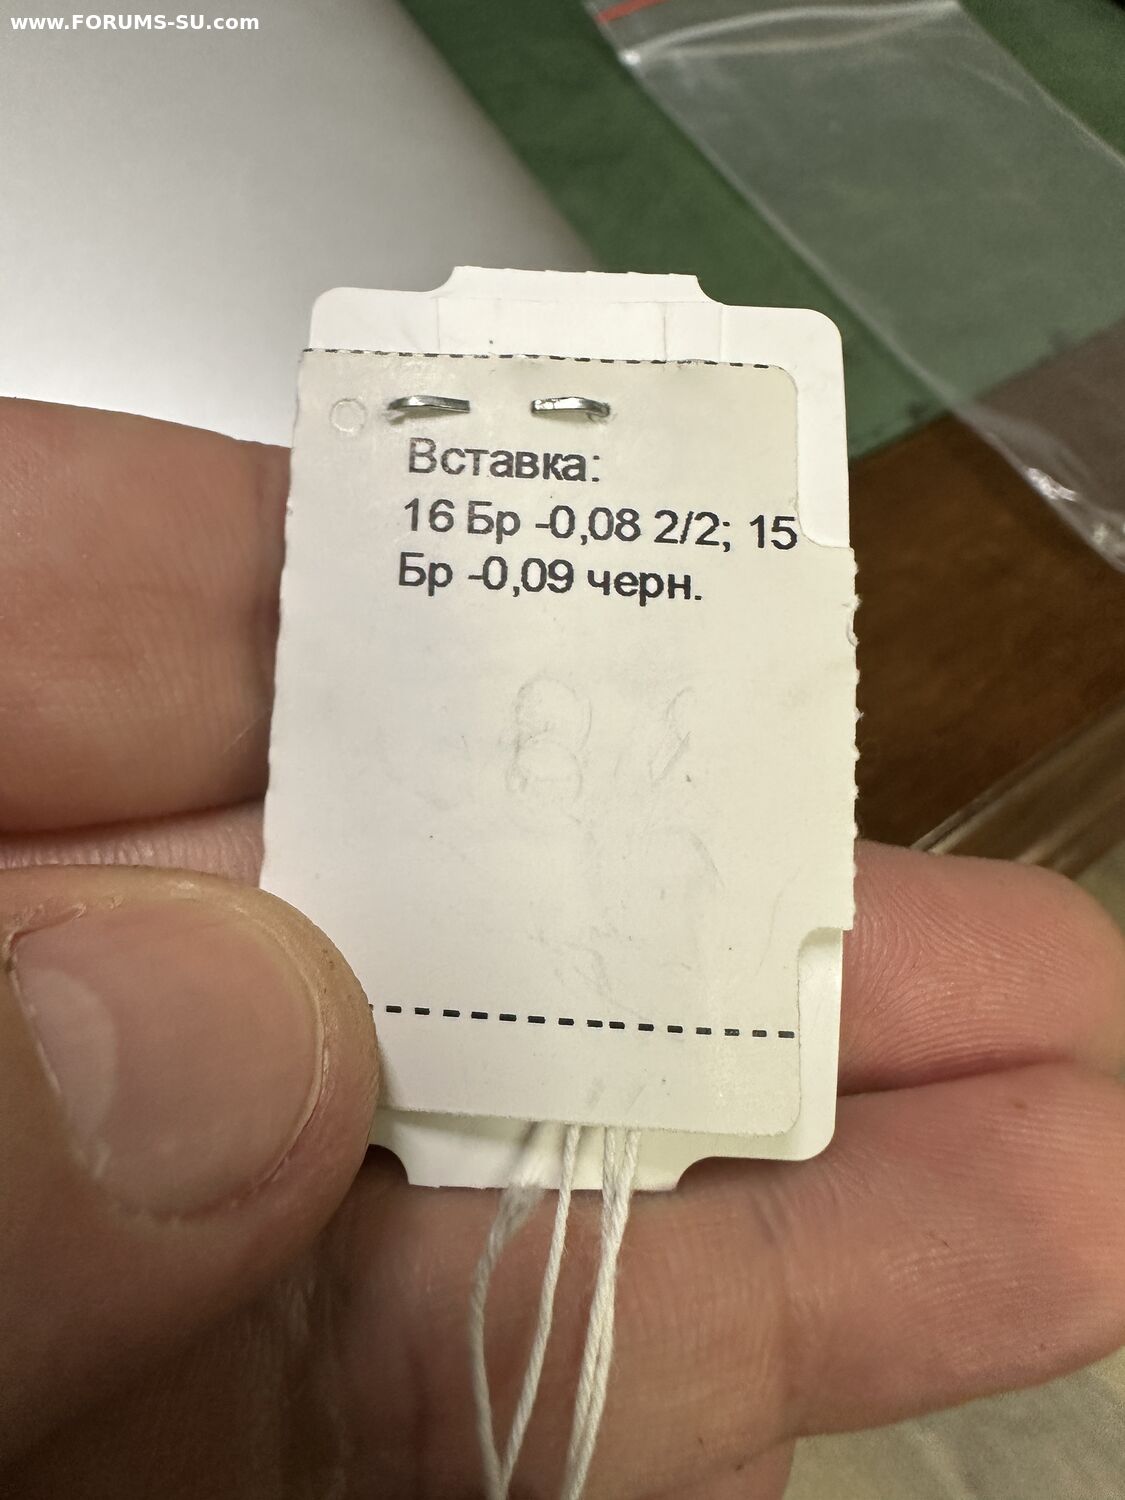 www.FORUMS-SU.com
Вставка:
16 Бр -0,08 2/2; 15
Бр -0,09 черн.